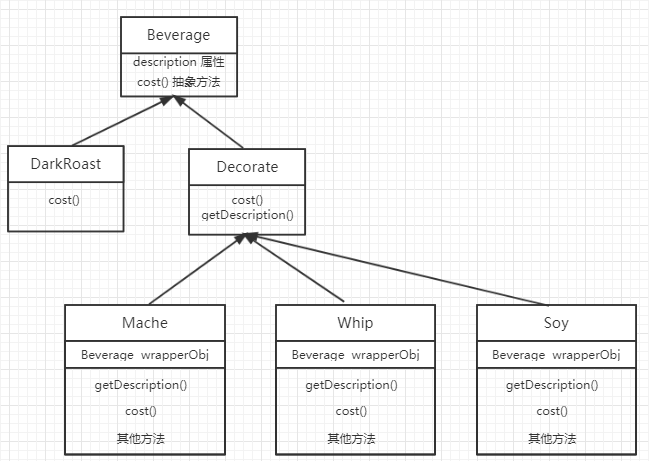 Beverage
description 属性
cost() 抽象方法
DarkRoast
cost()
Decorate
cost()
getDescription()
Mache
Beverage wrapperObj
getDescription()
cost()
其他方法
Whip
Beverage wrapperObj
getDescription()
cost()
其他方法
Soy
Beverage wrapperObj
getDescription()
cost()
其他方法